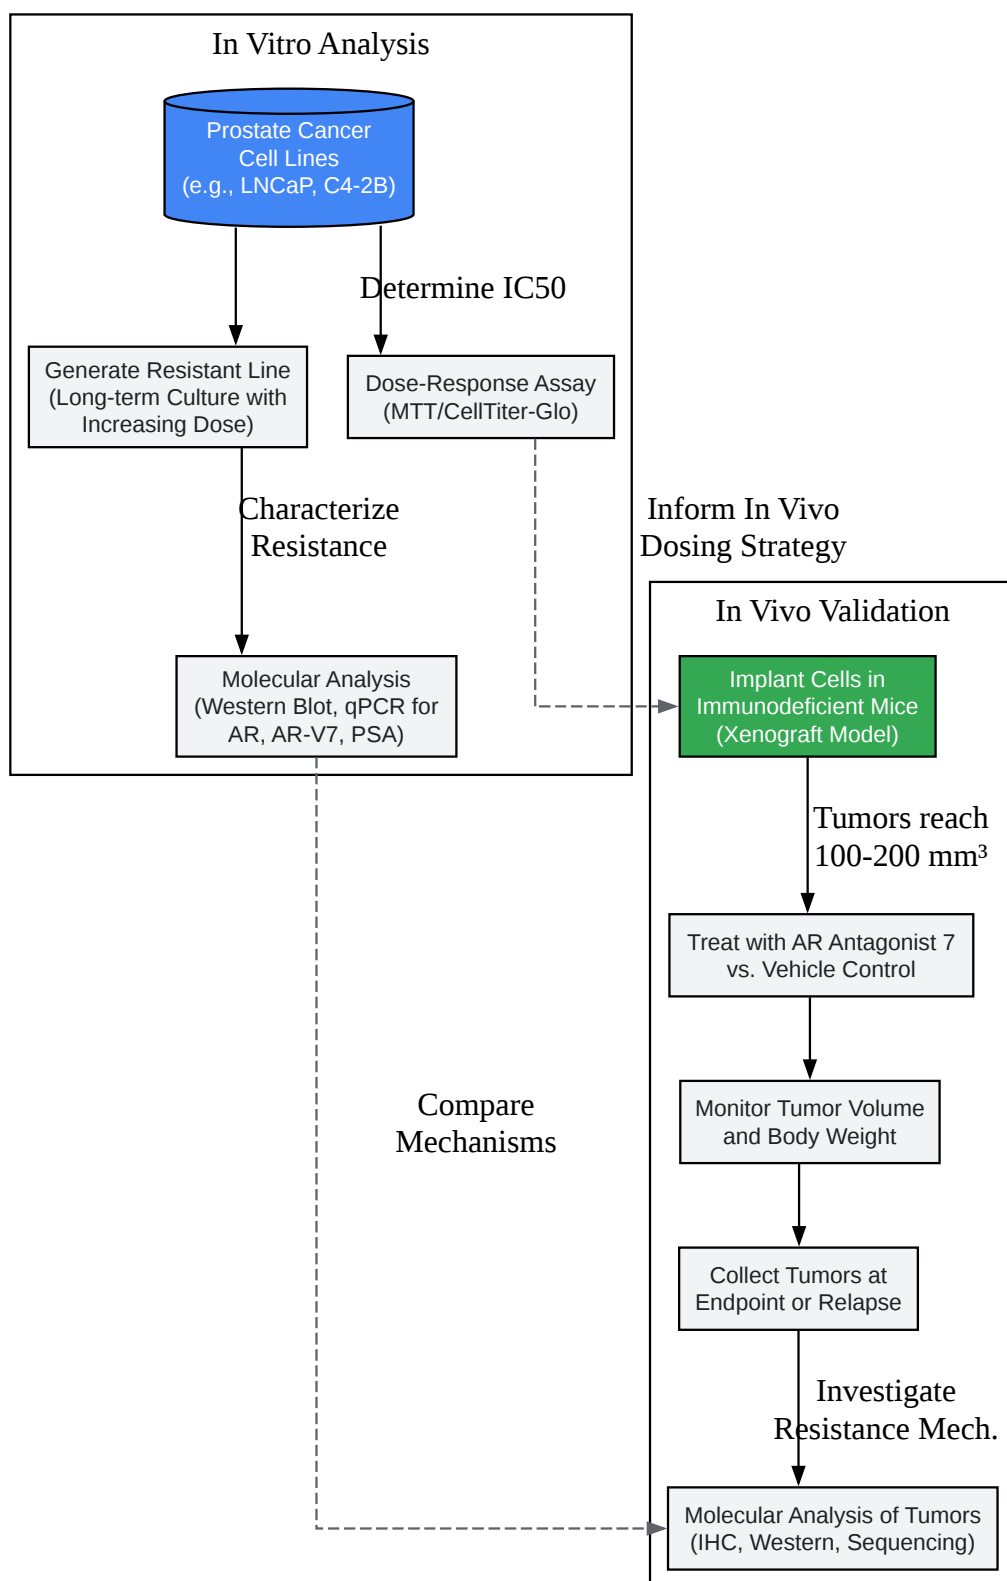 In Vitro Analysis
Prostate Cancer
Cell Lines
(e.g., LNCaP, C4-2B)
Determine IC50
Generate Resistant Line
(Long-term Culture with
Increasing Dose)
Dose-Response Assay
(MTT/CellTiter-Glo)
Characterize
Resistance
Inform In Vivo
Dosing Strategy
Molecular Analysis
(Western Blot, qPCR for
AR, AR-V7, PSA)
In Vivo Validation
Implant Cells in
Immunodeficient Mice
(Xenograft Model)
Tumors reach
100-200 mm³
Treat with AR Antagonist 7
vs. Vehicle Control
Monitor Tumor Volume
and Body Weight
Compare
Mechanisms
Collect Tumors at
Endpoint or Relapse
Investigate
Resistance Mech.
Molecular Analysis of Tumors
(IHC, Western, Sequencing)